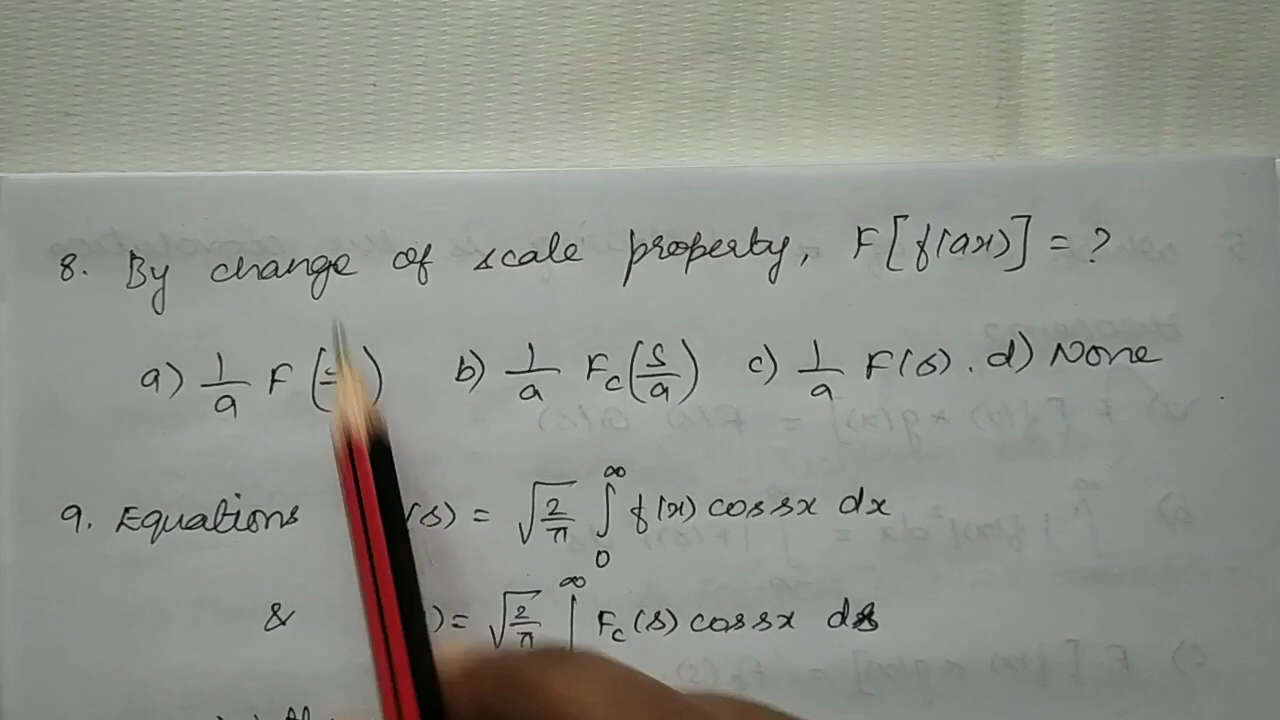 8. By change of scale property, F[f(ax)] = ?
a) 1/a F ( ) b) 1/a Fc(s/a) c) 1/a F(s). d) None
9. Equations (s) = √(2/π) ∫₀^∞ f(x) cos sx dx
& ) = √(2/π) ∫^∞ Fc(s) cos sx ds